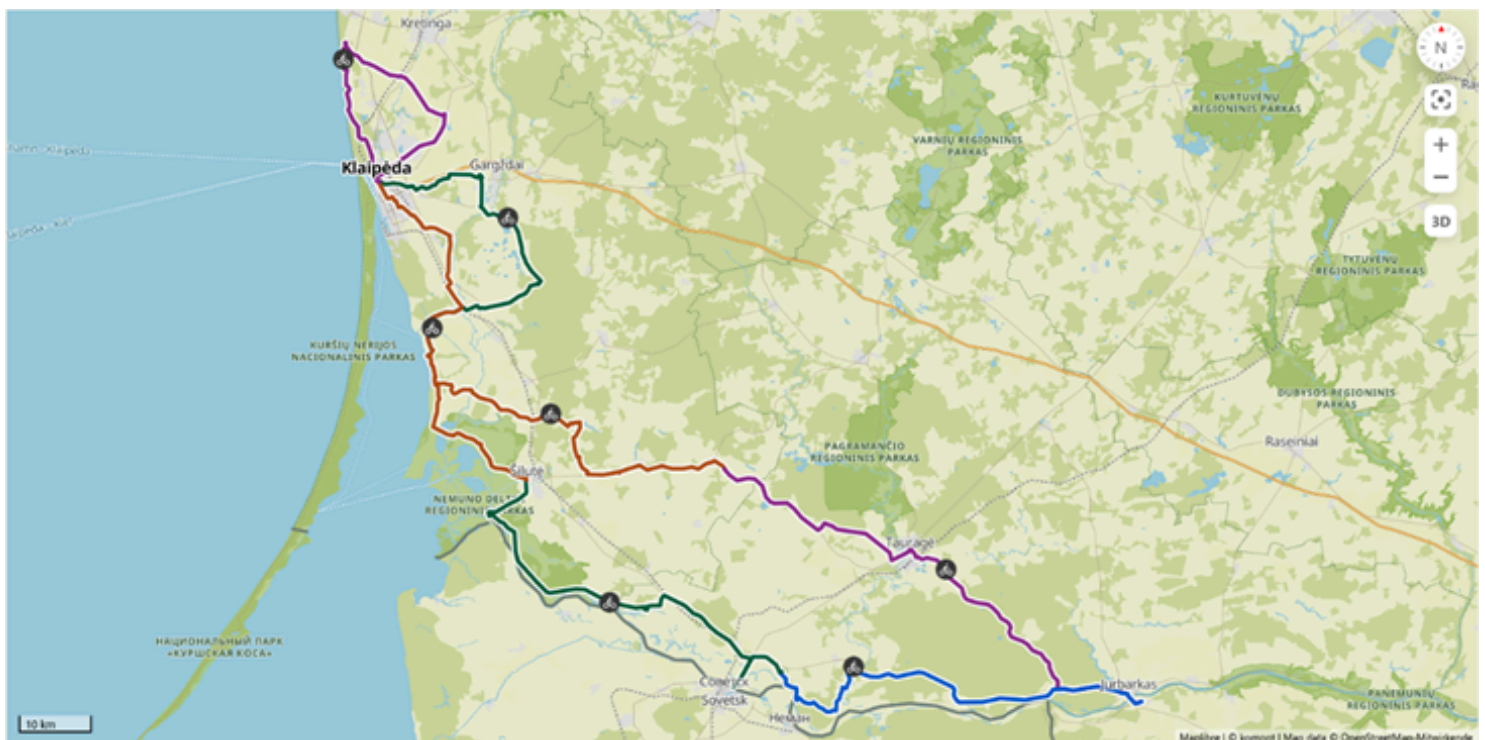 Kretinga
N
KURTUVĖNŲ
REGIONINIS PARKAS
VARNIŲ REGIONINIS
PARKAS
Klaipėda
Gargždai
3D
TYTUVĖNŲ
REGIONINIS PARKAS
KURŠIŲ NERIJOS
NACIONALINIS PARKAS
DUBYSOS REGIONINIS
PARKAS
Raseiniai
PAGRAMANČIO
REGIONINIS PARKAS
Šilutė
NEMUNO DELTOS
REGIONINIS PARKAS
Tauragė
НАЦИОНАЛЬНЫЙ ПАРК
«КУРШСКАЯ КОСА»
Советск
Sovetsk
Jurbarkas
Неман
PANEMUNIŲ
REGIONINIS PARKAS
10 km
Maplibre | © komoot | Map data © OpenStreetMap-Mitwirkende